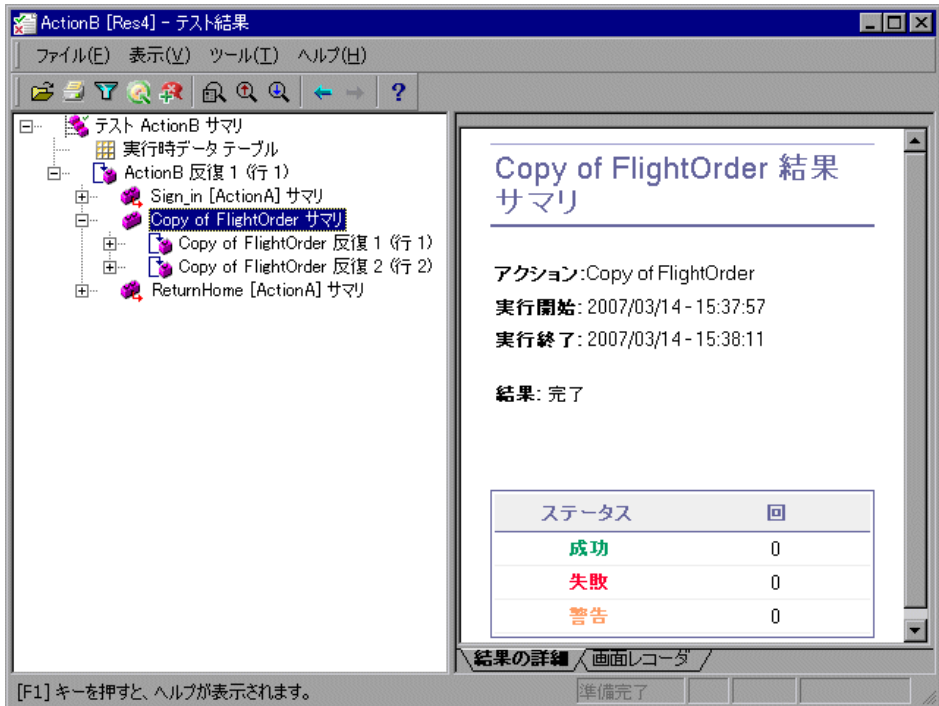 ActionB [Res4] - テスト結果
ファイル(F) 表示(V) ツール(T) ヘルプ(H)
テスト ActionB サマリ
実行時データ テーブル
ActionB 反復 1 (行 1)
Sign_in [ActionA] サマリ
Copy of FlightOrder サマリ
Copy of FlightOrder 反復 1 (行 1)
Copy of FlightOrder 反復 2 (行 2)
ReturnHome [ActionA] サマリ
Copy of FlightOrder 結果
サマリ
アクション:Copy of FlightOrder
実行開始: 2007/03/14 - 15:37:57
実行終了: 2007/03/14 - 15:38:11
結果: 完了
ステータス 回
成功 0
失敗 0
警告 0
結果の詳細 画面レコーダ
[F1] キーを押すと、ヘルプが表示されます。 準備完了